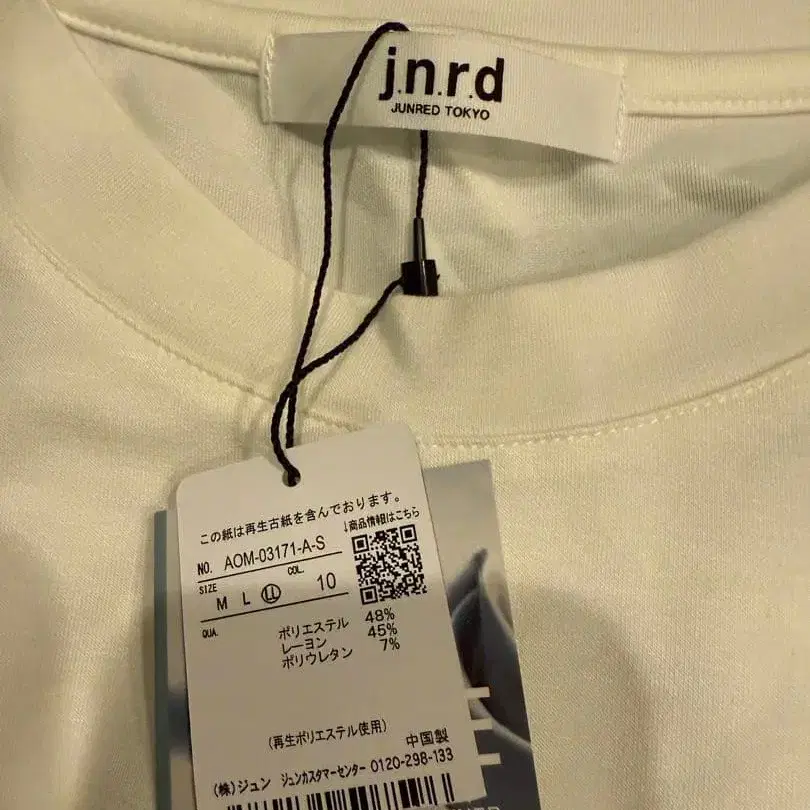 j.n.r.d
JUNRED TOKYO
この紙は再生古紙を含んでおります。
↓商品情報はこちら
NO. AOM-03171-A-S
SIZE M L LL COL. 10
QUA. ポリエステル 48%
レーヨン 45%
ポリウレタン 7%
(再生ポリエステル使用)
中国製
(株)ジュン ジュンカスタマーセンター 0120-298-133